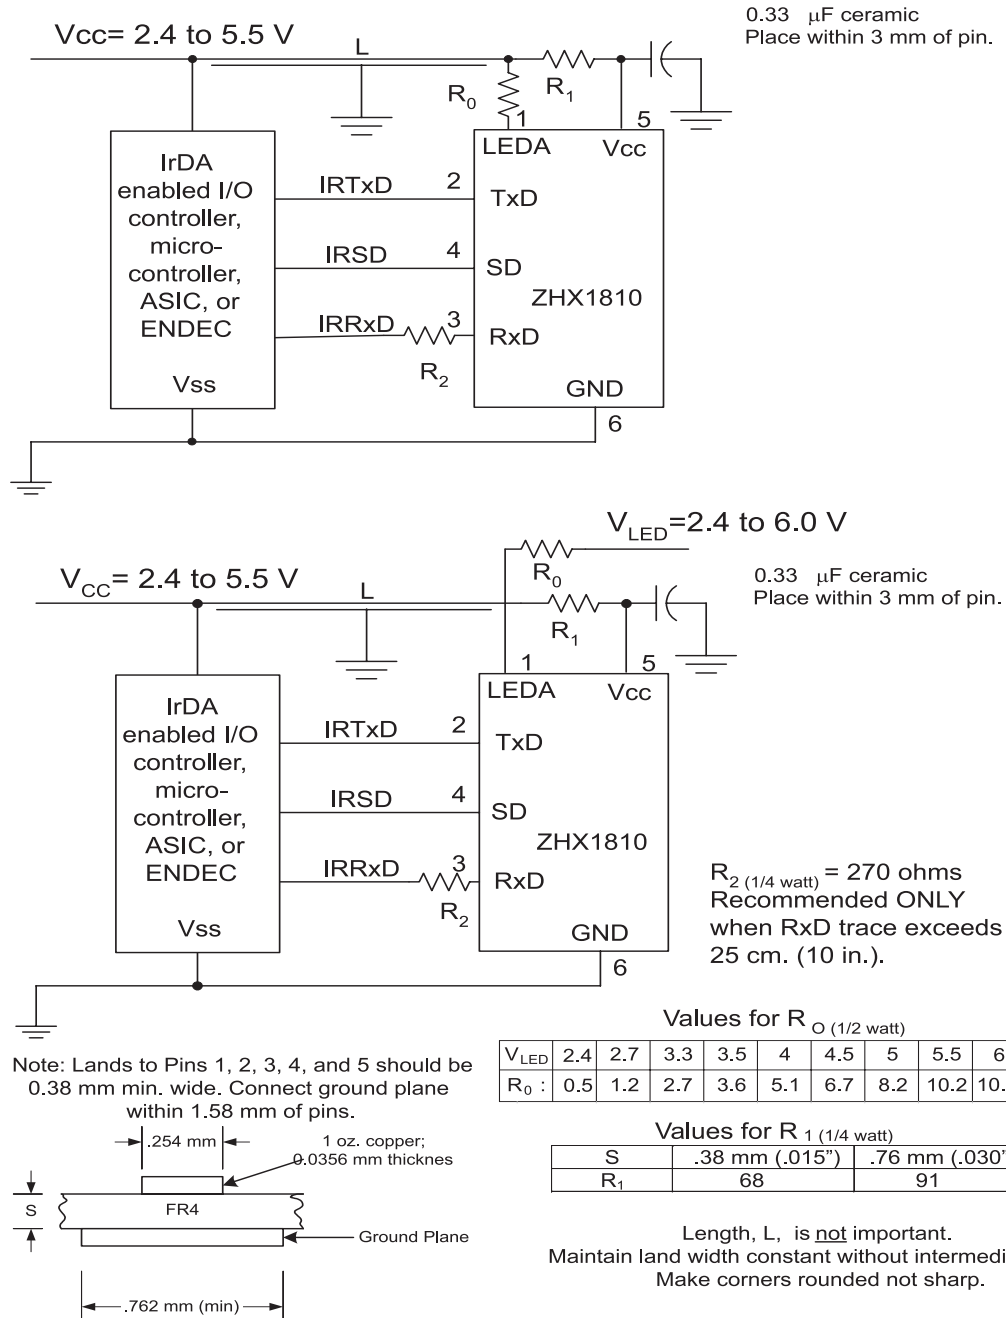 0.33 μF ceramic
Place within 3 mm of pin.
Vcc= 2.4 to 5.5 V
L
R0
R1
1
5
LEDA
Vcc
IrDA
enabled I/O
controller,
micro-
controller,
ASIC, or
ENDEC
Vss
IRTxD
2
TxD
IRSD
4
SD
ZHX1810
IRRxD
3
RxD
R2
GND
6
VLED=2.4 to 6.0 V
R0
VCC= 2.4 to 5.5 V
L
0.33 μF ceramic
Place within 3 mm of pin.
R1
1
5
LEDA
Vcc
IrDA
enabled I/O
controller,
micro-
controller,
ASIC, or
ENDEC
Vss
IRTxD
2
TxD
IRSD
4
SD
ZHX1810
IRRxD
3
RxD
R2
GND
6
R2 (1/4 watt) = 270 ohms
Recommended ONLY
when RxD trace exceeds
25 cm. (10 in.).
Values for R O (1/2 watt)
VLED 2.4 2.7 3.3 3.5 4 4.5 5 5.5 6
R0 : 0.5 1.2 2.7 3.6 5.1 6.7 8.2 10.2 10.
Note: Lands to Pins 1, 2, 3, 4, and 5 should be
0.38 mm min. wide. Connect ground plane
within 1.58 mm of pins.
.254 mm
1 oz. copper;
0.0356 mm thicknes
S
FR4
Ground Plane
.762 mm (min)
Values for R 1 (1/4 watt)
S .38 mm (.015") .76 mm (.030"
R1 68 91
Length, L, is not important.
Maintain land width constant without intermedi
Make corners rounded not sharp.